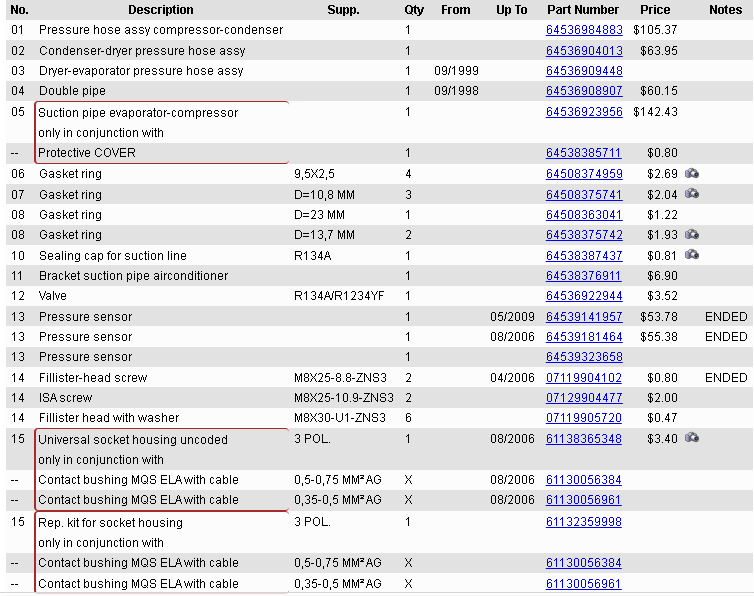 No. Description Supp. Qty From Up To Part Number Price Notes
01 Pressure hose assy compressor-condenser 1 64536984883 $105.37
02 Condenser-dryer pressure hose assy 1 64536904013 $63.95
03 Dryer-evaporator pressure hose assy 1 09/1999 64536909448
04 Double pipe 1 09/1998 64536908907 $60.15
05 Suction pipe evaporator-compressor 1 64536923956 $142.43
only in conjunction with
-- Protective COVER 1 64538385711 $0.80
06 Gasket ring 9,5X2,5 4 64508374959 $2.69
07 Gasket ring D=10,8 MM 3 64508375741 $2.04
08 Gasket ring D=23 MM 1 64508363041 $1.22
08 Gasket ring D=13,7 MM 2 64538375742 $1.93
10 Sealing cap for suction line R134A 1 64538387437 $0.81
11 Bracket suction pipe airconditioner 1 64538376911 $6.90
12 Valve R134A/R1234YF 1 64536922944 $3.52
13 Pressure sensor 1 05/2009 64539141957 $53.78 ENDED
13 Pressure sensor 1 08/2006 64539181464 $55.38 ENDED
13 Pressure sensor 1 64539323658
14 Fillister-head screw M8X25-8.8-ZNS3 2 04/2006 07119904102 $0.80 ENDED
14 ISA screw M8X25-10.9-ZNS3 2 07129904477 $2.00
14 Fillister head with washer M8X30-U1-ZNS3 6 07119905720 $0.47
15 Universal socket housing uncoded 3 POL. 1 08/2006 61138365348 $3.40
only in conjunction with
-- Contact bushing MQS ELA with cable 0,5-0,75 MM²AG X 08/2006 61130056384
-- Contact bushing MQS ELA with cable 0,35-0,5 MM²AG X 08/2006 61130056961
15 Rep. kit for socket housing 3 POL. 1 61132359998
only in conjunction with
-- Contact bushing MQS ELA with cable 0,5-0,75 MM²AG X 61130056384
-- Contact bushing MQS ELA with cable 0,35-0,5 MM²AG X 61130056961